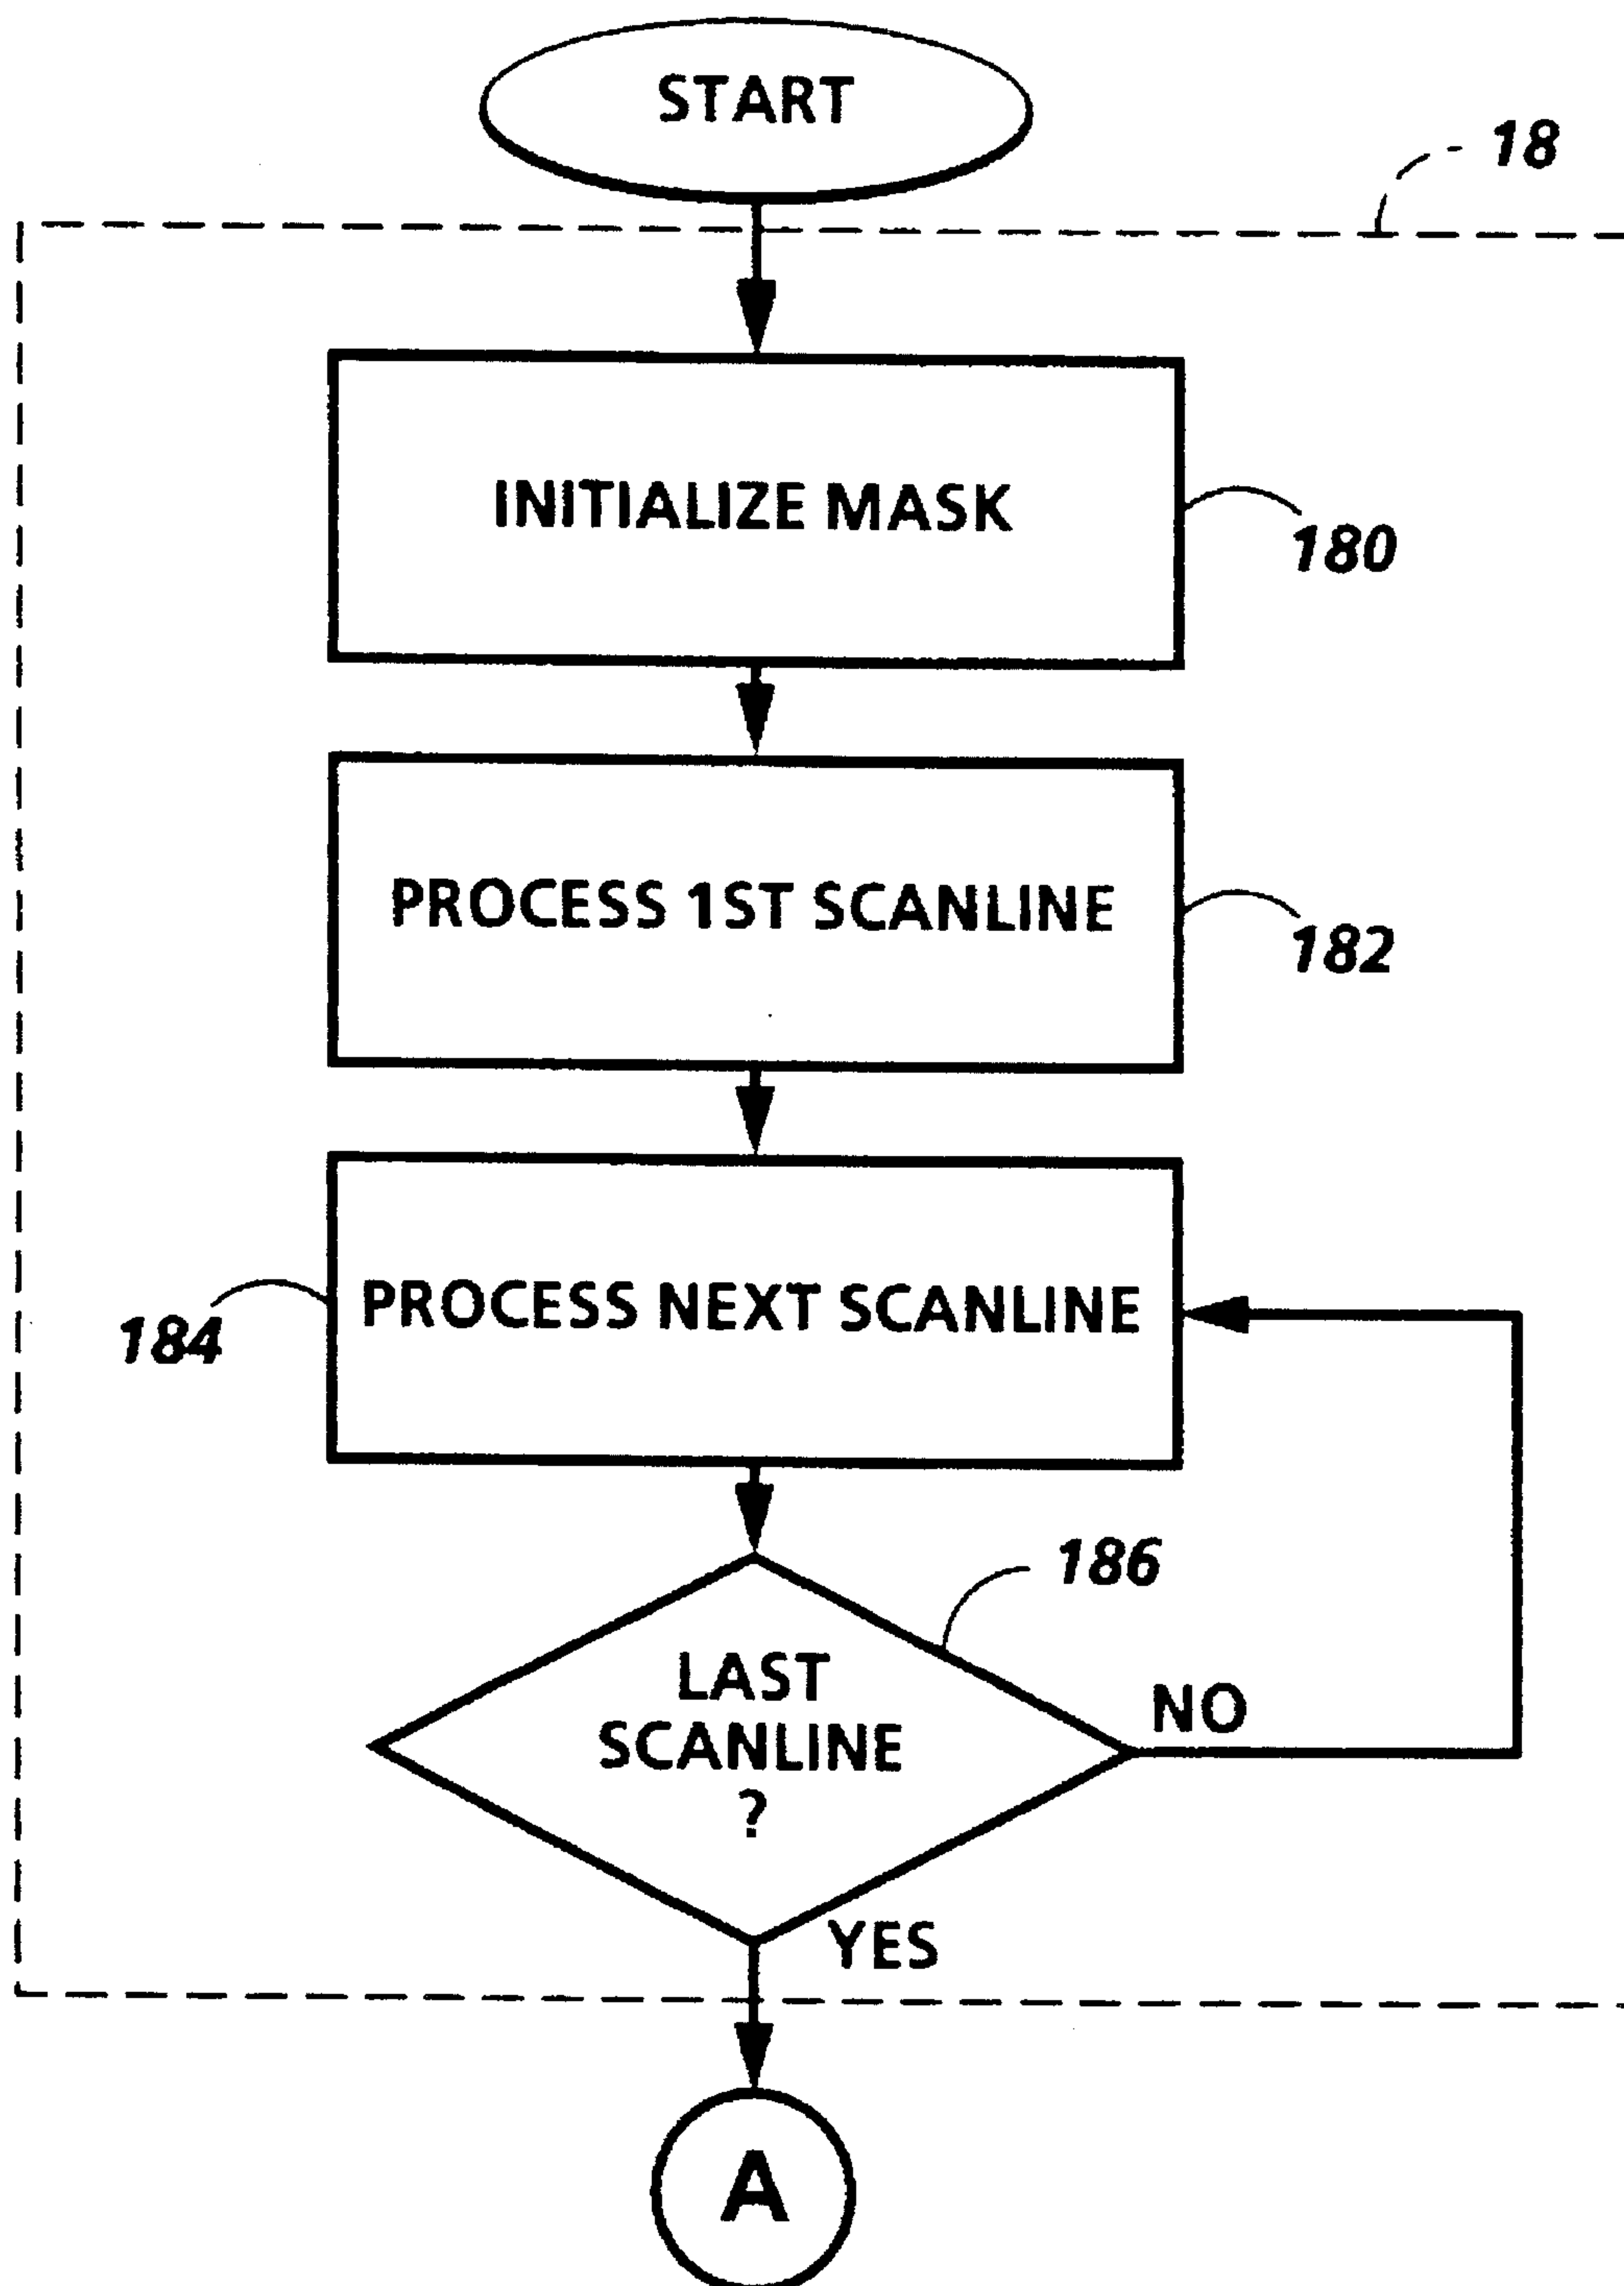 START
18
INITIALIZE MASK
180
PROCESS 1ST SCANLINE
182
PROCESS NEXT SCANLINE
184
186
LAST
SCANLINE
?
NO
YES
A